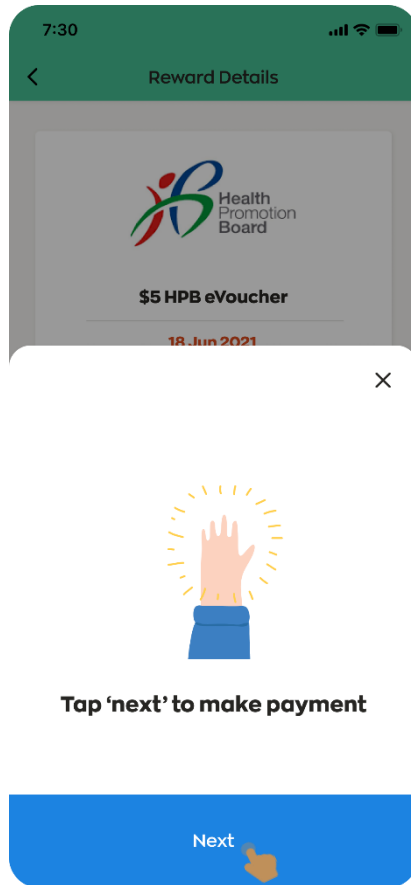 7:30
Reward Details
Health
Promotion
Board
$5 HPB eVoucher
18 Jun 2021
Tap ‘next’ to make payment
Next